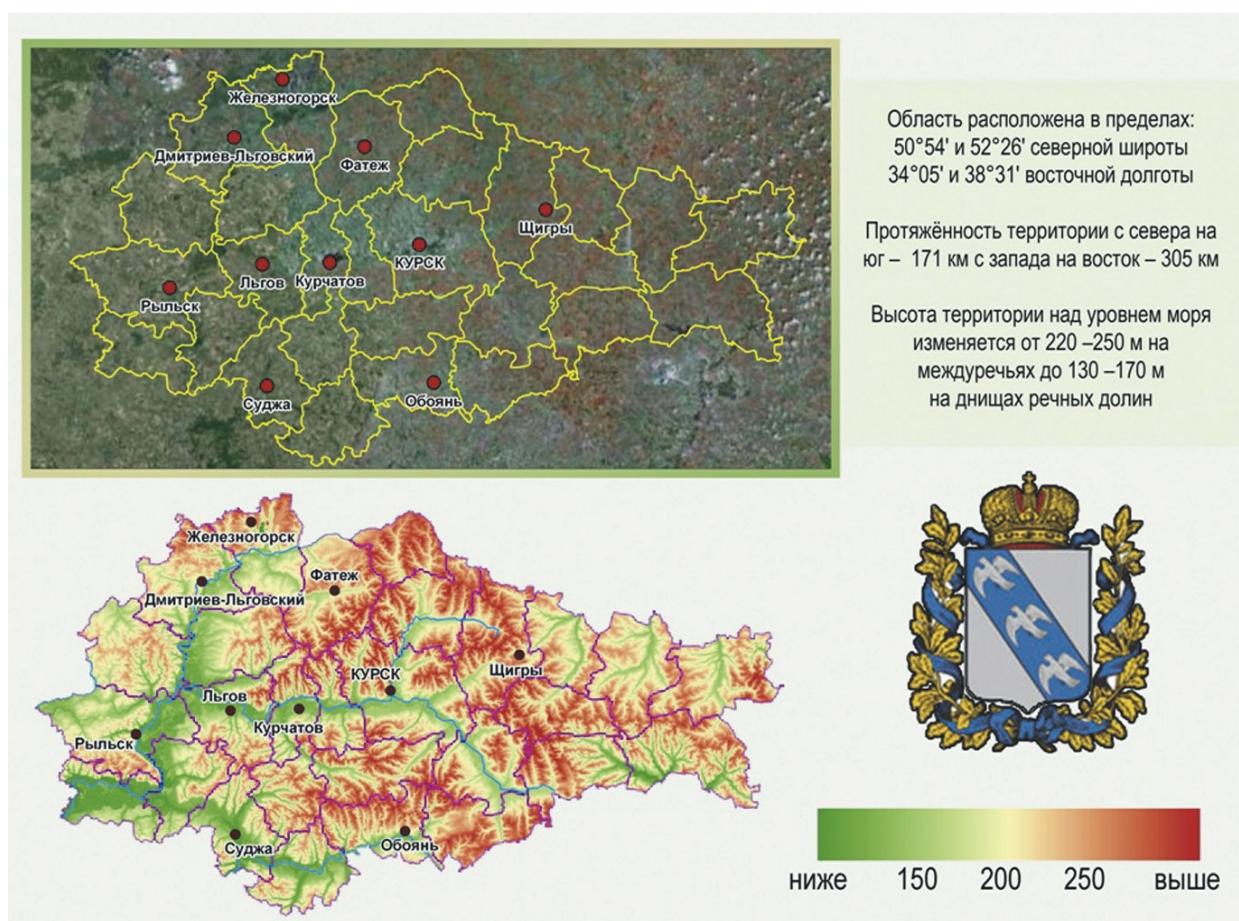 Железногорск
Дмитриев-Льговский
Фатеж
Щигры
КУРСК
Льгов
Курчатов
Рыльск
Суджа
Обоянь
Область расположена в пределах:
50°54' и 52°26' северной широты
34°05' и 38°31' восточной долготы
Протяжённость территории с севера на
юг – 171 км с запада на восток – 305 км
Высота территории над уровнем моря
изменяется от 220 –250 м на
междуречьях до 130 –170 м
на днищах речных долин
Железногорск
Фатеж
Дмитриев-Льговский
КУРСК
Щигры
Льгов
Курчатов
Рыльск
Суджа
Обоянь
ниже 150 200 250 выше